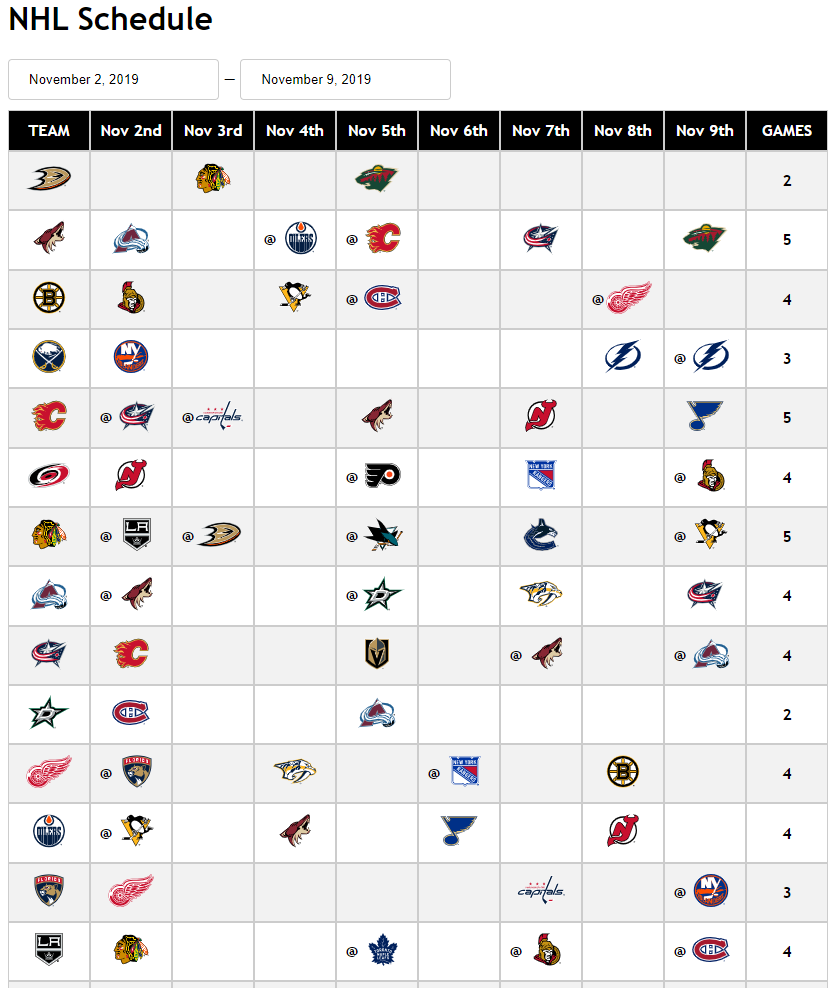 NHL Schedule
November 2, 2019 — November 9, 2019
TEAM Nov 2nd Nov 3rd Nov 4th Nov 5th Nov 6th Nov 7th Nov 8th Nov 9th GAMES
2
@ OILERS @ 5
B @ @ 4
NY @ 3
@ @ capitals. 5
@ NEW YORK RANGERS @ 4
@ LA @ @ @ 5
@ @ 4
@ @ 4
2
@ FLORIDA @ NEW YORK RANGERS B 4
OILERS @ 4
FLORIDA capitals. @ NY 3
LA @ TORONTO MAPLE LEAFS @ @ 4